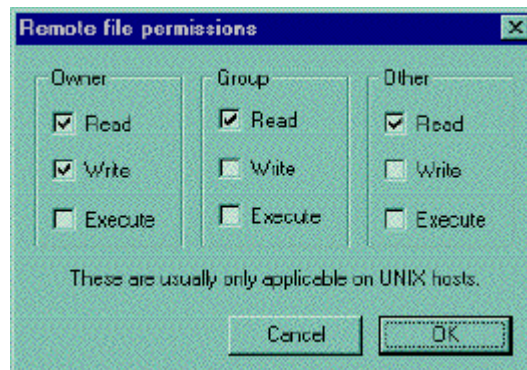 Remote file permissions
Owner Group Other
Read Read Read
Write Write Write
Execute Execute Execute
These are usually only applicable on UNIX hosts.
Cancel OK